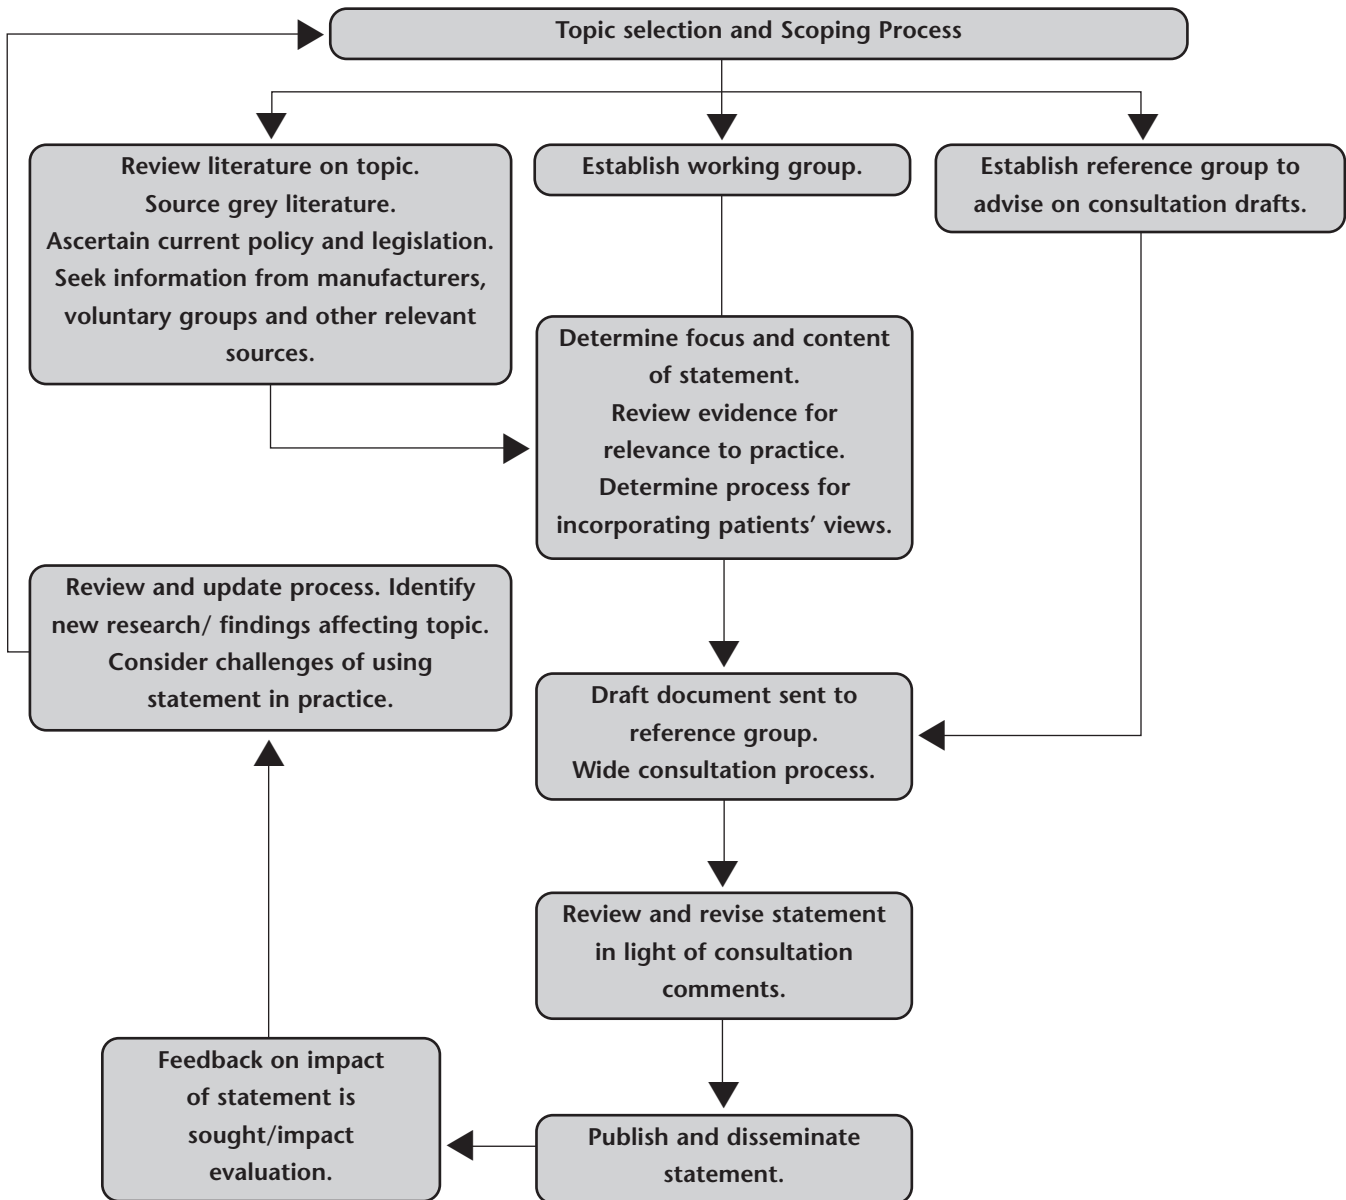 Topic selection and Scoping Process
Review literature on topic.
Source grey literature.
Ascertain current policy and legislation.
Seek information from manufacturers,
voluntary groups and other relevant
sources.
Establish working group.
Establish reference group to
advise on consultation drafts.
Determine focus and content
of statement.
Review evidence for
relevance to practice.
Determine process for
incorporating patients’ views.
Review and update process. Identify
new research/ findings affecting topic.
Consider challenges of using
statement in practice.
Draft document sent to
reference group.
Wide consultation process.
Review and revise statement
in light of consultation
comments.
Feedback on impact
of statement is
sought/impact
evaluation.
Publish and disseminate
statement.